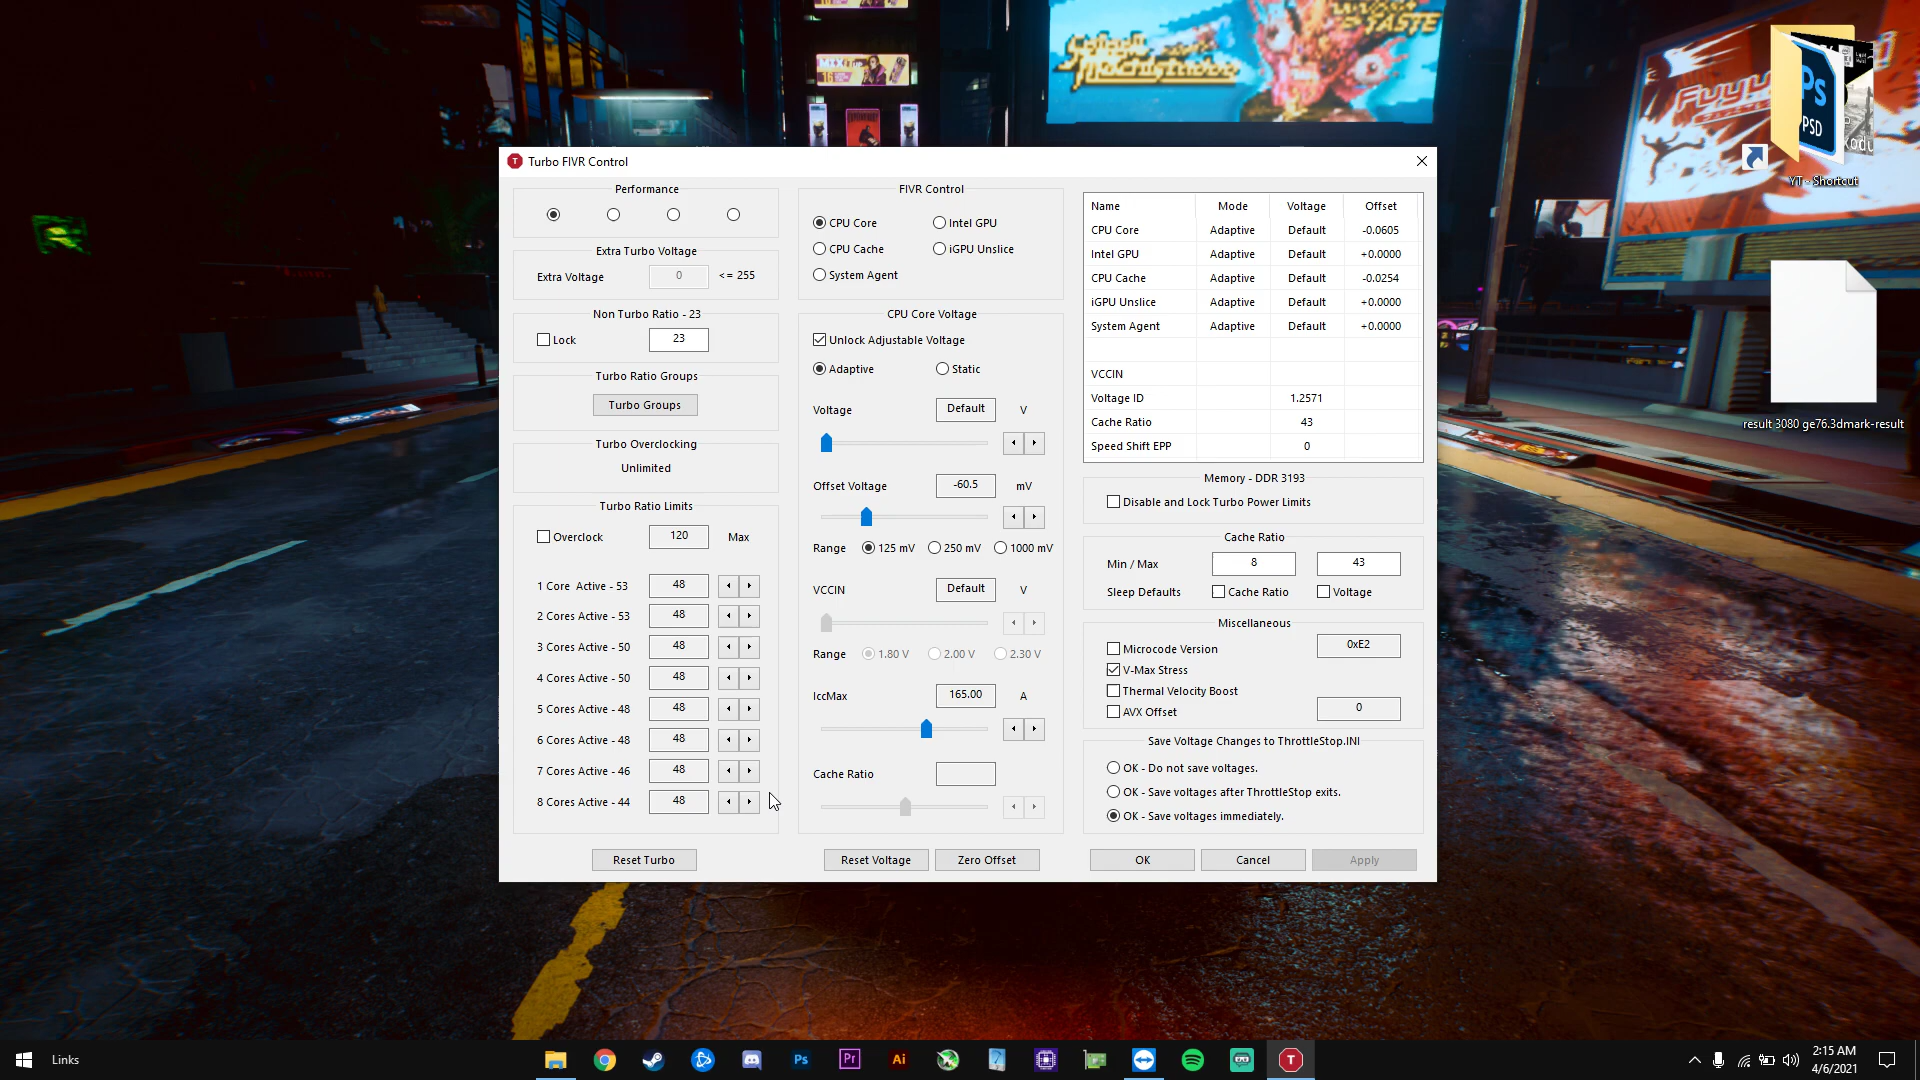 TASTE
MIX
16
PS
PSD
YT - Shortcut
result 3080 ge76.3dmark-result
Turbo FIVR Control
Performance
Extra Turbo Voltage
Extra Voltage 0 <= 255
Non Turbo Ratio - 23
Lock 23
Turbo Ratio Groups
Turbo Groups
Turbo Overclocking
Unlimited
Turbo Ratio Limits
Overclock 120 Max
1 Core Active - 53 48
2 Cores Active - 53 48
3 Cores Active - 50 48
4 Cores Active - 50 48
5 Cores Active - 48 48
6 Cores Active - 48 48
7 Cores Active - 46 48
8 Cores Active - 44 48
Reset Turbo
FIVR Control
CPU Core Intel GPU
CPU Cache iGPU Unslice
System Agent
CPU Core Voltage
Unlock Adjustable Voltage
Adaptive Static
Voltage Default V
Offset Voltage -60.5 mV
Range 125 mV 250 mV 1000 mV
VCCIN Default V
Range 1.80 V 2.00 V 2.30 V
IccMax 165.00 A
Cache Ratio
Reset Voltage Zero Offset
Name Mode Voltage Offset
CPU Core Adaptive Default -0.0605
Intel GPU Adaptive Default +0.0000
CPU Cache Adaptive Default -0.0254
iGPU Unslice Adaptive Default +0.0000
System Agent Adaptive Default +0.0000
VCCIN
Voltage ID 1.2571
Cache Ratio 43
Speed Shift EPP 0
Memory - DDR 3193
Disable and Lock Turbo Power Limits
Cache Ratio
Min / Max 8 43
Sleep Defaults Cache Ratio Voltage
Miscellaneous
Microcode Version 0xE2
V-Max Stress
Thermal Velocity Boost
AVX Offset 0
Save Voltage Changes to ThrottleStop.INI
OK - Do not save voltages.
OK - Save voltages after ThrottleStop exits.
OK - Save voltages immediately.
OK Cancel Apply
Links
Ps Pr Ai T
2:15 AM
4/6/2021